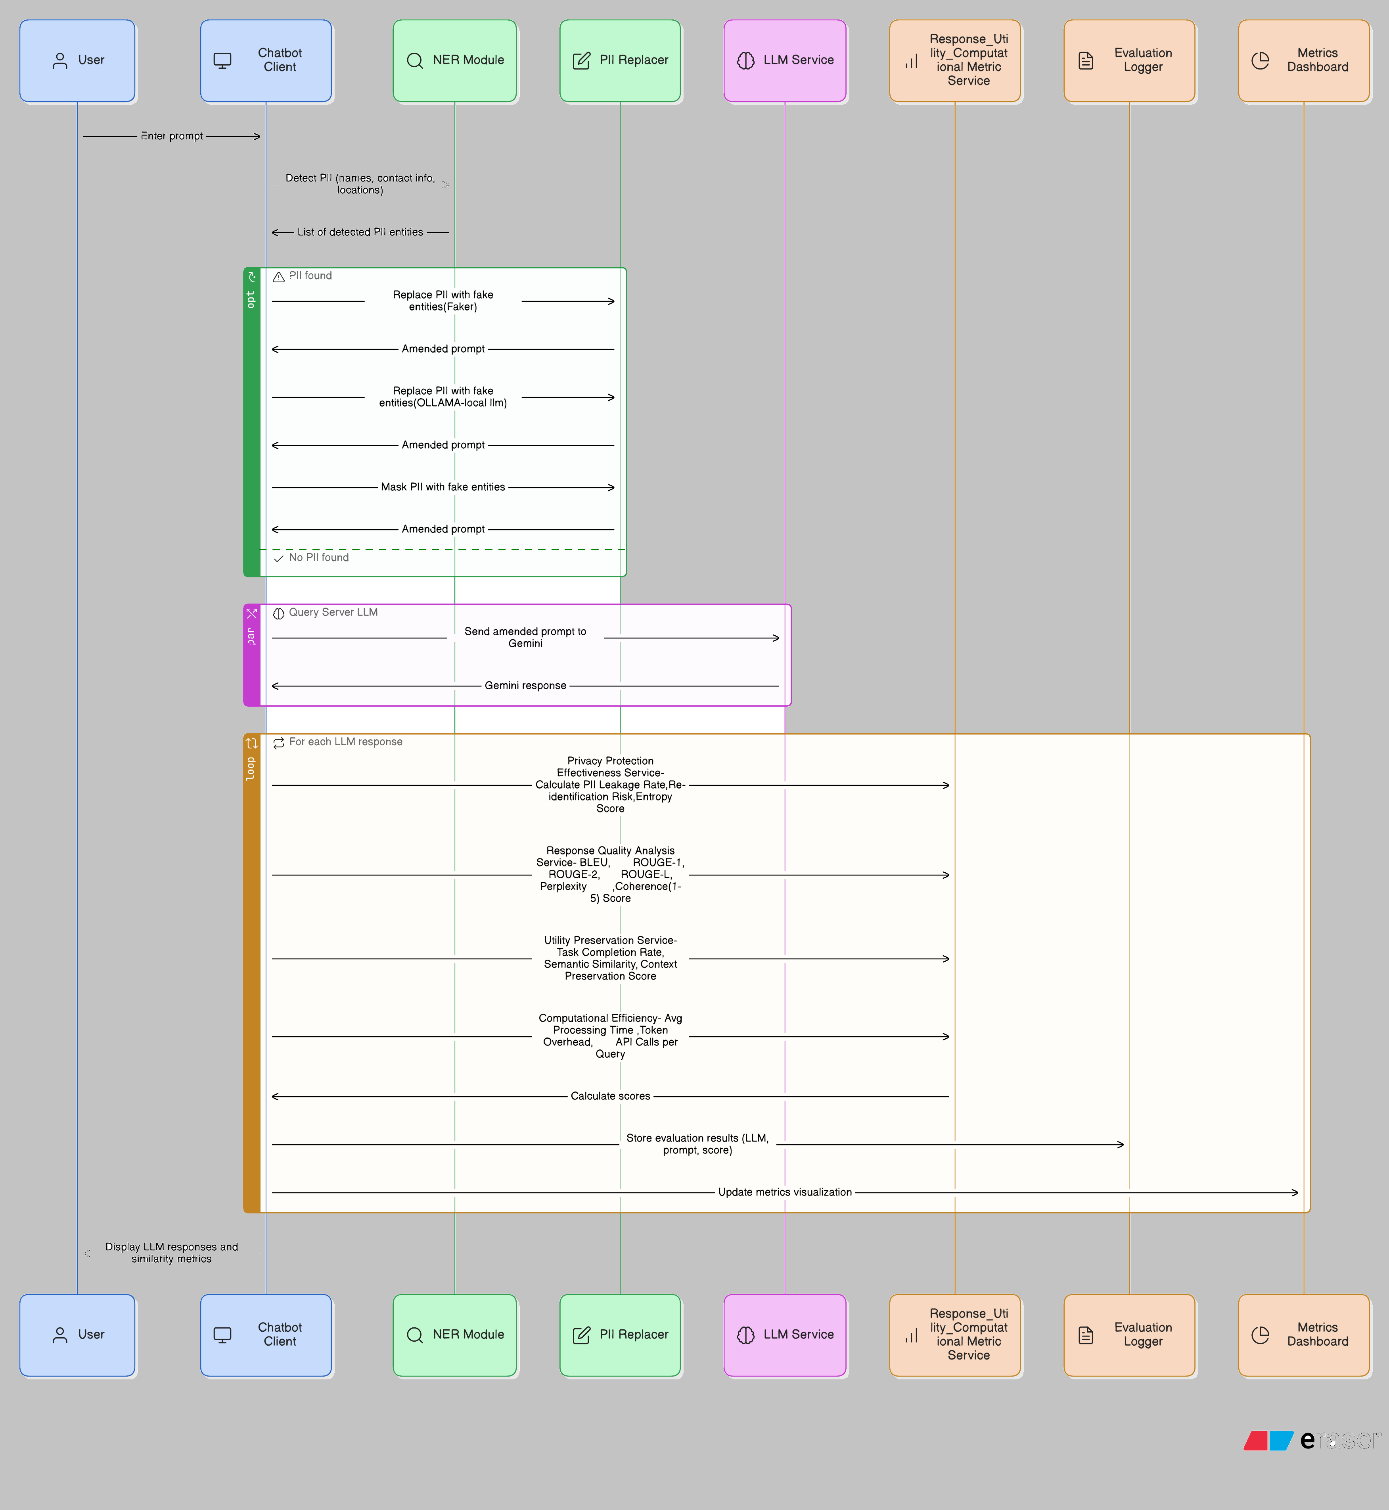 User
Chatbot
Client
NER Module
PII Replacer
LLM Service
Response_Uti
lity_Computat
ional Metric
Service
Evaluation
Logger
Metrics
Dashboard
Enter prompt
Detect PII (names, contact info,
locations)
List of detected PII entities
opt
PII found
Replace PII with fake
entities(Faker)
Amended prompt
Replace PII with fake
entities(OLLAMA-local llm)
Amended prompt
Mask PII with fake entities
Amended prompt
No PII found
par
Query Server LLM
Send amended prompt to
Gemini
Gemini response
loop
For each LLM response
Privacy Protection
Effectiveness Service-
Calculate PII Leakage Rate,Re-
identification Risk,Entropy
Score
Response Quality Analysis
Service- BLEU, ROUGE-1,
ROUGE-2, ROUGE-L,
Perplexity ,Coherence(1-
5) Score
Utility Preservation Service-
Task Completion Rate,
Semantic Similarity, Context
Preservation Score
Computational Efficiency- Avg
Processing Time ,Token
Overhead, API Calls per
Query
Calculate scores
Store evaluation results (LLM,
prompt, score)
Update metrics visualization
Display LLM responses and
similarity metrics
User
Chatbot
Client
NER Module
PII Replacer
LLM Service
Response_Uti
lity_Computat
ional Metric
Service
Evaluation
Logger
Metrics
Dashboard
eraser